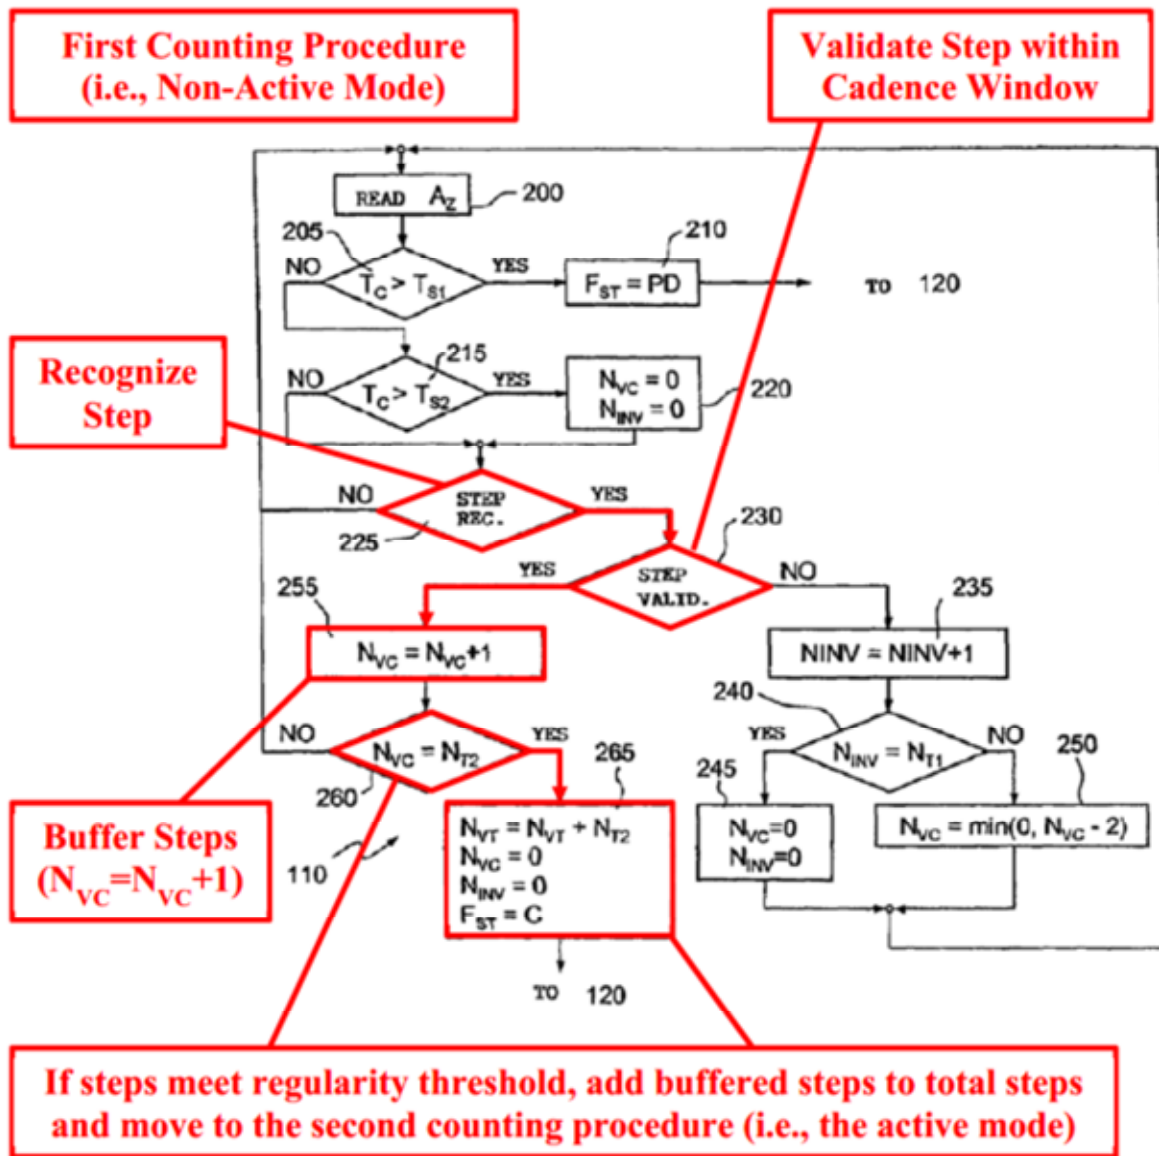 First Counting Procedure
(i.e., Non-Active Mode)
Validate Step within
Cadence Window
READ A_Z
200
205
NO
T_C > T_S1
YES
210
F_ST = PD
TO 120
Recognize
Step
NO
T_C > T_S2
215
YES
N_VC = 0
N_INV = 0
220
NO
STEP
REC.
YES
225
230
YES
STEP
VALID.
NO
255
N_VC = N_VC+1
235
NINV = NINV+1
240
NO
N_VC = N_T2
YES
260
265
YES
N_INV = N_T1
NO
245
250
Buffer Steps
(N_VC=N_VC+1)
110
N_VT = N_VT + N_T2
N_VC = 0
N_INV = 0
F_ST = C
N_VC=0
N_INV=0
N_VC = min(0, N_VC - 2)
TO 120
If steps meet regularity threshold, add buffered steps to total steps
and move to the second counting procedure (i.e., the active mode)